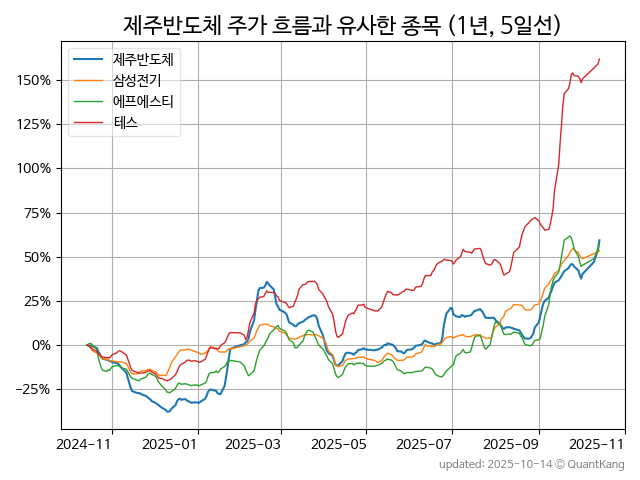 제주반도체 주가 흐름과 유사한 종목 (1년, 5일선)
제주반도체
삼성전기
에프에스티
테스
150%
125%
100%
75%
50%
25%
0%
−25%
2024-11
2025-01
2025-03
2025-05
2025-07
2025-09
2025-11
updated: 2025-10-14 © QuantKang